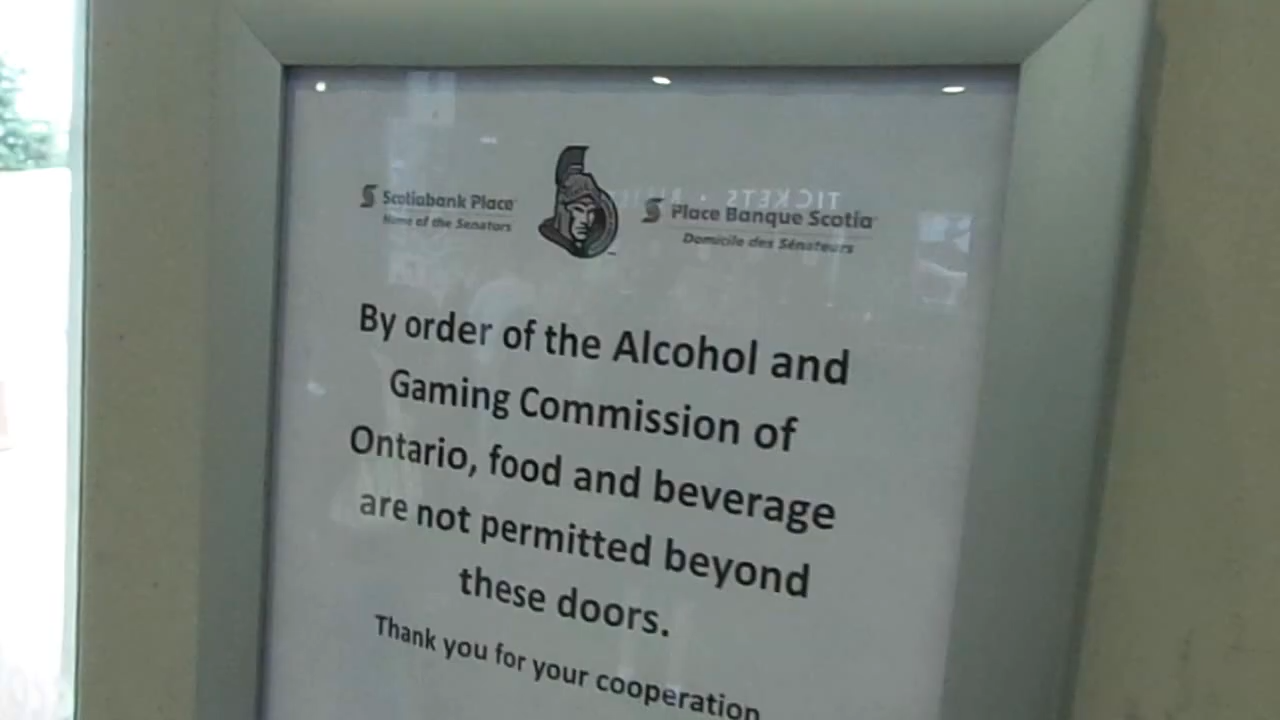 Scotiabank Place
Home of the Senators
Place Banque Scotia
Domicile des Sénateurs
TICKETS
By order of the Alcohol and
Gaming Commission of
Ontario, food and beverage
are not permitted beyond
these doors.
Thank you for your cooperation